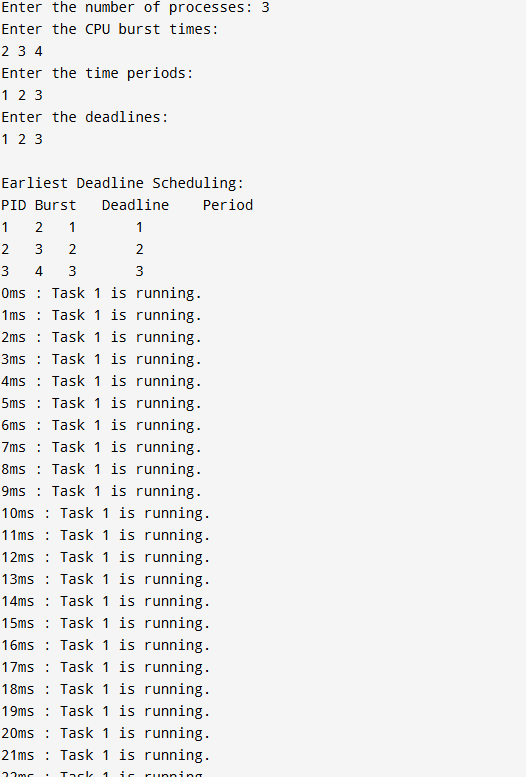 Enter the number of processes: 3
Enter the CPU burst times:
2 3 4
Enter the time periods:
1 2 3
Enter the deadlines:
1 2 3

Earliest Deadline Scheduling:
PID Burst   Deadline    Period
1   2   1       1
2   3   2       2
3   4   3       3
0ms : Task 1 is running.
1ms : Task 1 is running.
2ms : Task 1 is running.
3ms : Task 1 is running.
4ms : Task 1 is running.
5ms : Task 1 is running.
6ms : Task 1 is running.
7ms : Task 1 is running.
8ms : Task 1 is running.
9ms : Task 1 is running.
10ms : Task 1 is running.
11ms : Task 1 is running.
12ms : Task 1 is running.
13ms : Task 1 is running.
14ms : Task 1 is running.
15ms : Task 1 is running.
16ms : Task 1 is running.
17ms : Task 1 is running.
18ms : Task 1 is running.
19ms : Task 1 is running.
20ms : Task 1 is running.
21ms : Task 1 is running.
22ms : Task 1 is running.